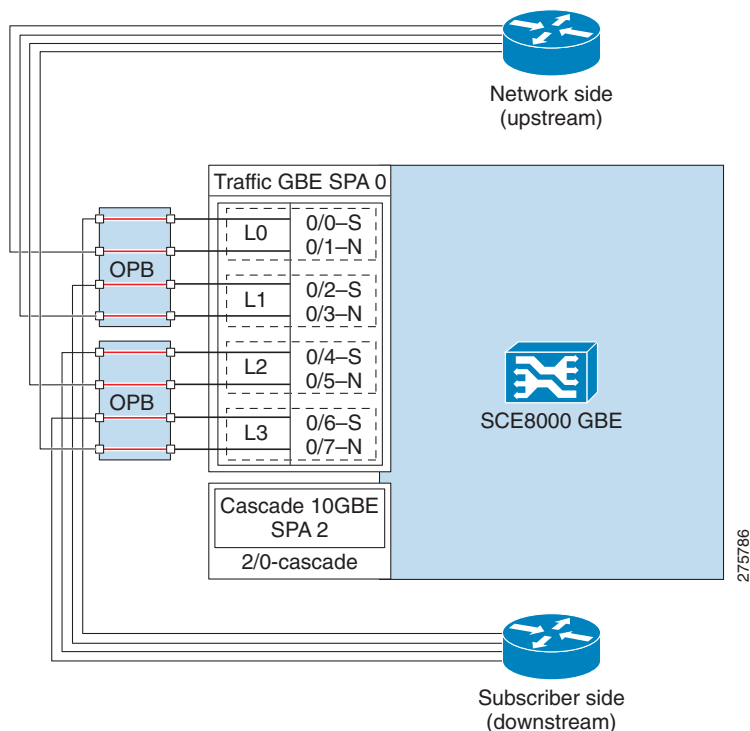 Network side
(upstream)
Traffic GBE SPA 0
L0
0/0–S
0/1–N
OPB
L1
0/2–S
0/3–N
L2
0/4–S
0/5–N
OPB
L3
0/6–S
0/7–N
SCE8000 GBE
Cascade 10GBE
SPA 2
2/0-cascade
275786
Subscriber side
(downstream)